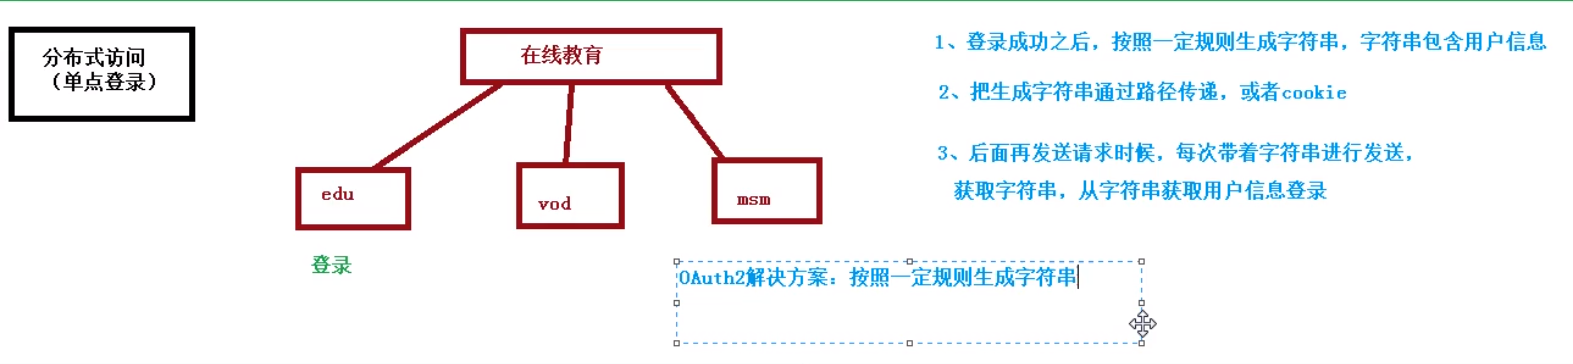 分布式访问
（单点登录）
在线教育
edu
vod
msm
登录
1、登录成功之后，按照一定规则生成字符串，字符串包含用户信息
2、把生成字符串通过路径传递，或者cookie
3、后面再发送请求时候，每次带着字符串进行发送，
获取字符串，从字符串获取用户信息登录
OAuth2解决方案：按照一定规则生成字符串